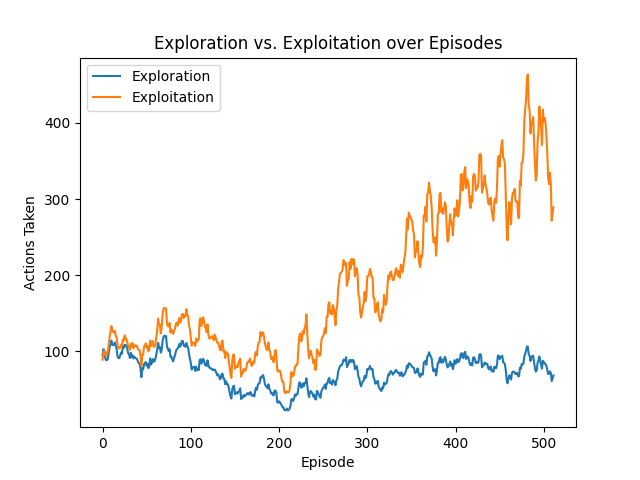 Exploration vs. Exploitation over Episodes
Exploration
Exploitation
400
300
200
100
Actions Taken
0 100 200 300 400 500
Episode